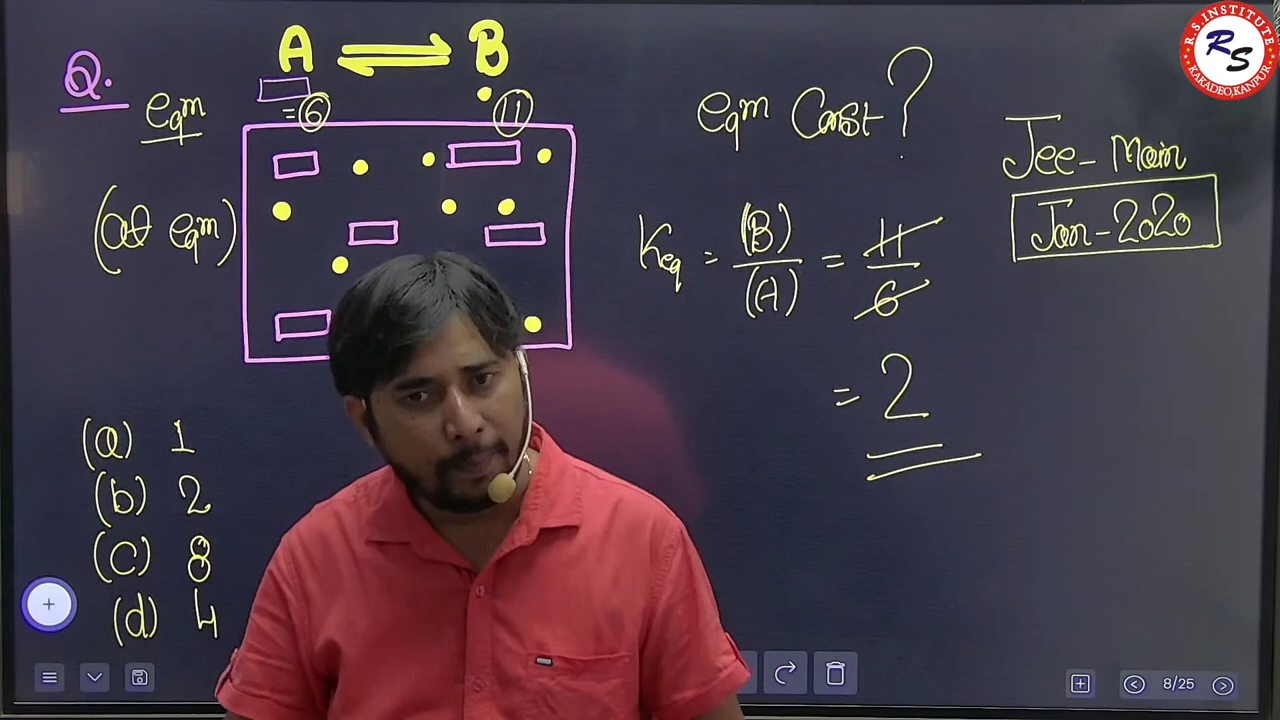 Q.
A ⇌ B
eqm
=6
11
(at eqm)
(a) 1
(b) 2
(c) 8
(d) 4
eqm Const ?
Keq = (B)/(A) = 11/6
= 2
Jee-Main
Jan-2020
R.S.INSTITUTE
RS
KAKADEO,KANPUR
8/25